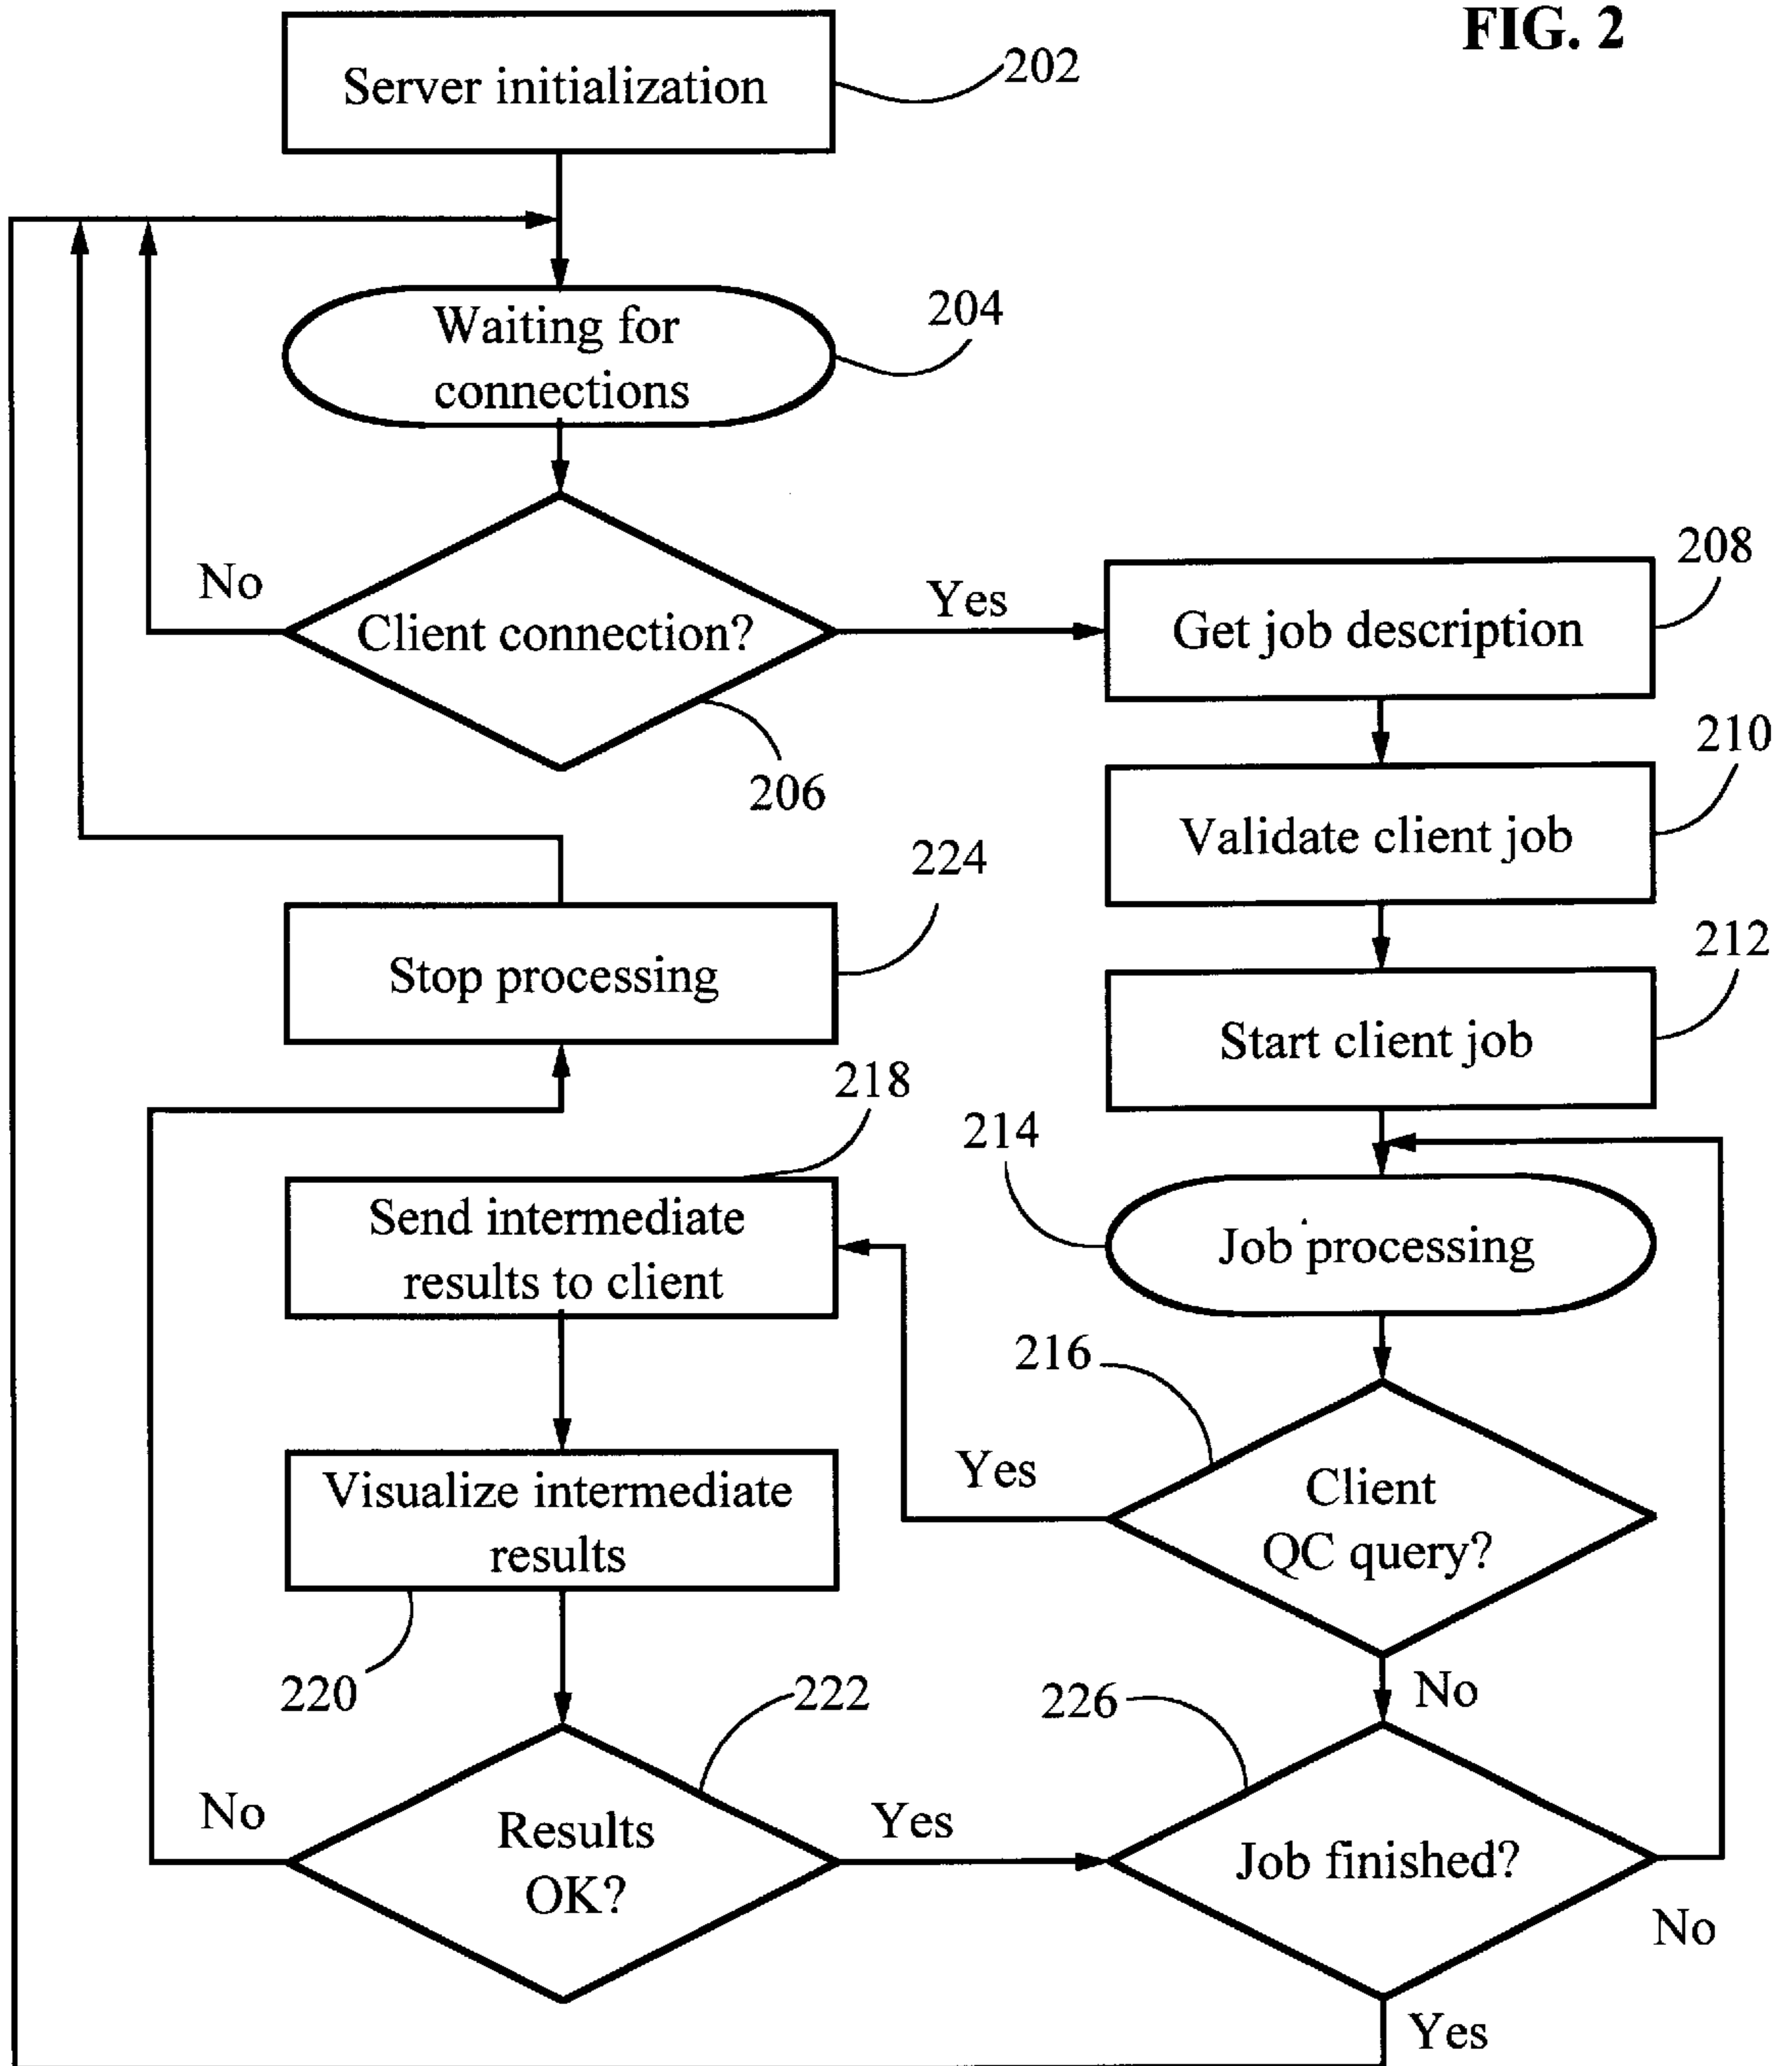 FIG. 2
Server initialization
202
Waiting for
connections
204
Client connection?
No
Yes
206
Get job description
208
Validate client job
210
Start client job
212
Stop processing
224
Job processing
214
Send intermediate
results to client
218
Client
QC query?
216
Yes
No
Visualize intermediate
results
220
Results
OK?
222
No
Yes
Job finished?
226
No
Yes